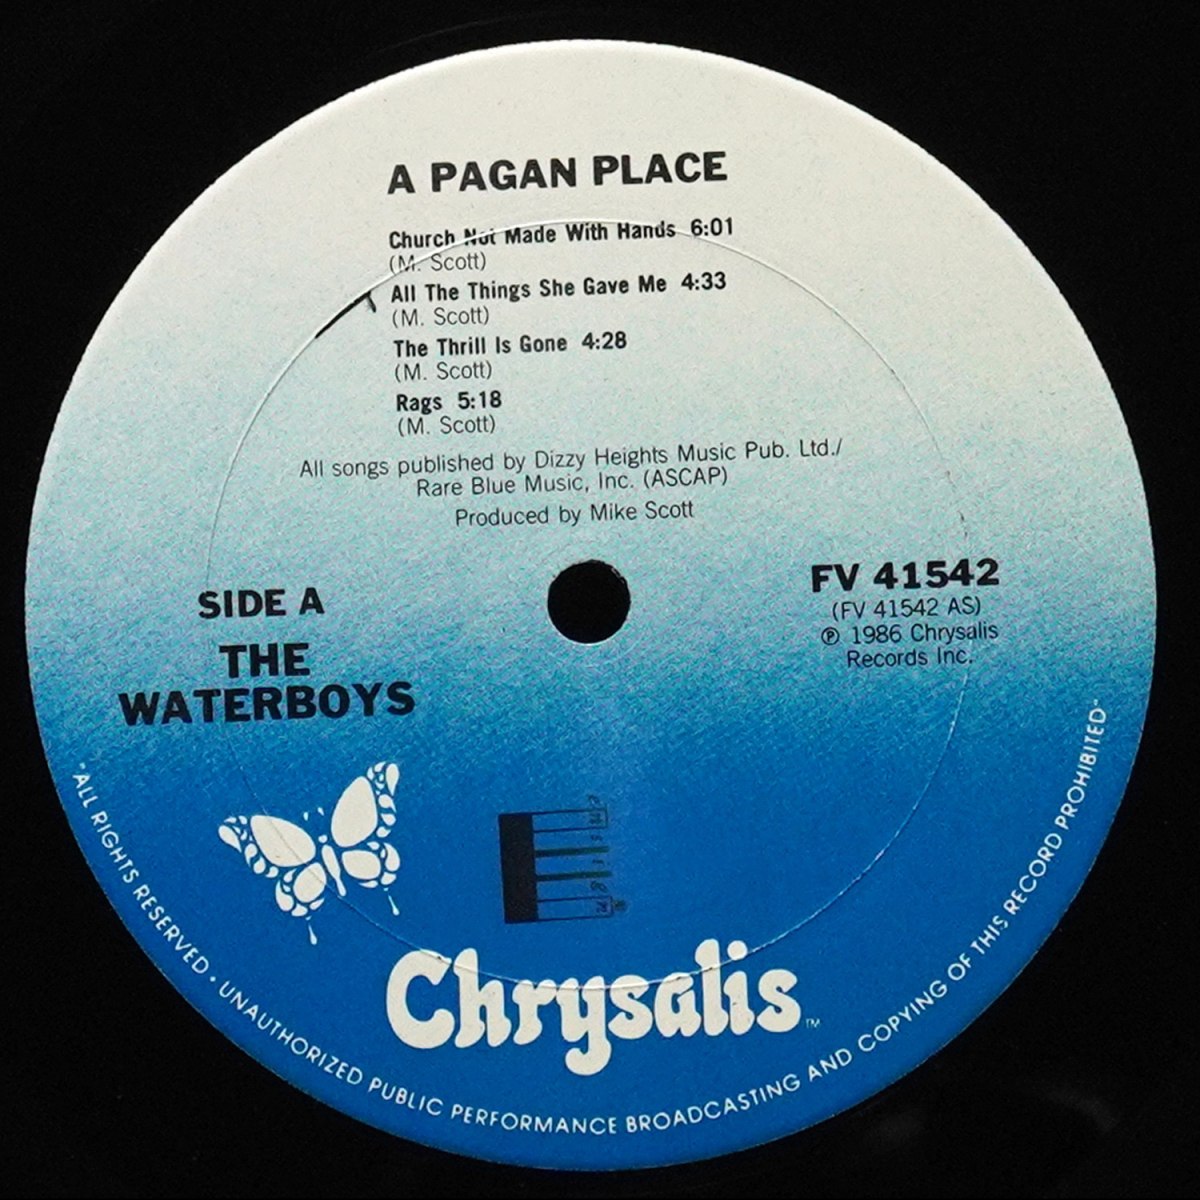 A PAGAN PLACE
Church Not Made With Hands 6:01
(M. Scott)
All The Things She Gave Me 4:33
(M. Scott)
The Thrill Is Gone 4:28
(M. Scott)
Rags 5:18
(M. Scott)
All songs published by Dizzy Heights Music Pub. Ltd./
Rare Blue Music, Inc. (ASCAP)
Produced by Mike Scott
SIDE A
THE
WATERBOYS
FV 41542
(FV 41542 AS)
℗ 1986 Chrysalis
Records Inc.
Chrysalis™
"ALL RIGHTS RESERVED · UNAUTHORIZED PUBLIC PERFORMANCE BROADCASTING AND COPYING OF THIS RECORD PROHIBITED"